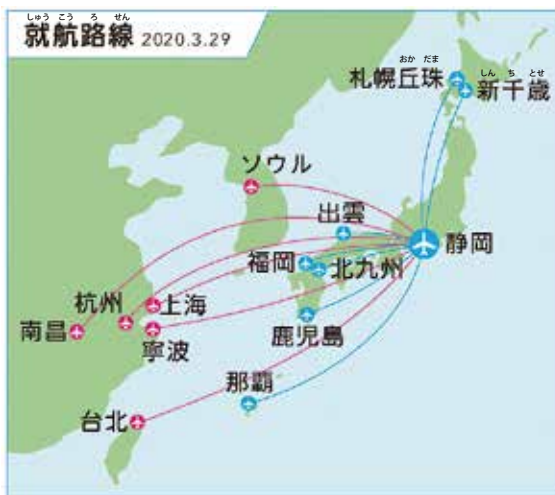 しゅう こう ろ せん
就航路線 2020.3.29
おか だま
札幌丘珠
しん ち とせ
新千歳
ソウル
出雲
静岡
福岡
北九州
杭州
上海
南昌
寧波
鹿児島
那覇
台北